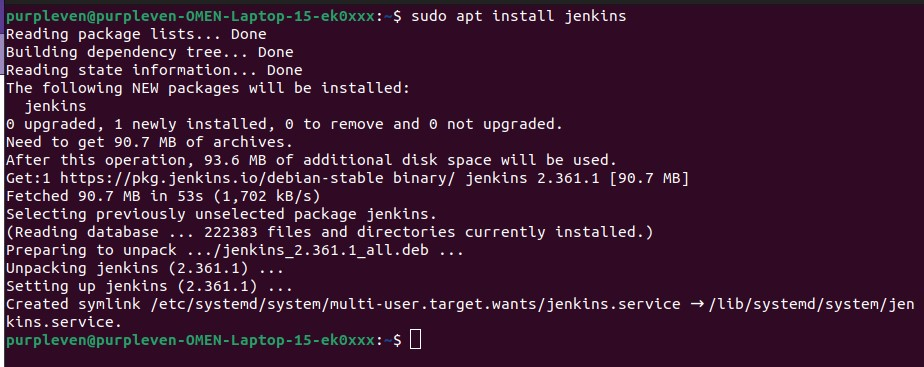 purpleven@purpleven-OMEN-Laptop-15-ek0xxx:~$ sudo apt install jenkins
Reading package lists... Done
Building dependency tree... Done
Reading state information... Done
The following NEW packages will be installed:
  jenkins
0 upgraded, 1 newly installed, 0 to remove and 0 not upgraded.
Need to get 90.7 MB of archives.
After this operation, 93.6 MB of additional disk space will be used.
Get:1 https://pkg.jenkins.io/debian-stable binary/ jenkins 2.361.1 [90.7 MB]
Fetched 90.7 MB in 53s (1,702 kB/s)
Selecting previously unselected package jenkins.
(Reading database ... 222383 files and directories currently installed.)
Preparing to unpack .../jenkins_2.361.1_all.deb ...
Unpacking jenkins (2.361.1) ...
Setting up jenkins (2.361.1) ...
Created symlink /etc/systemd/system/multi-user.target.wants/jenkins.service → /lib/systemd/system/jen
kins.service.
purpleven@purpleven-OMEN-Laptop-15-ek0xxx:~$